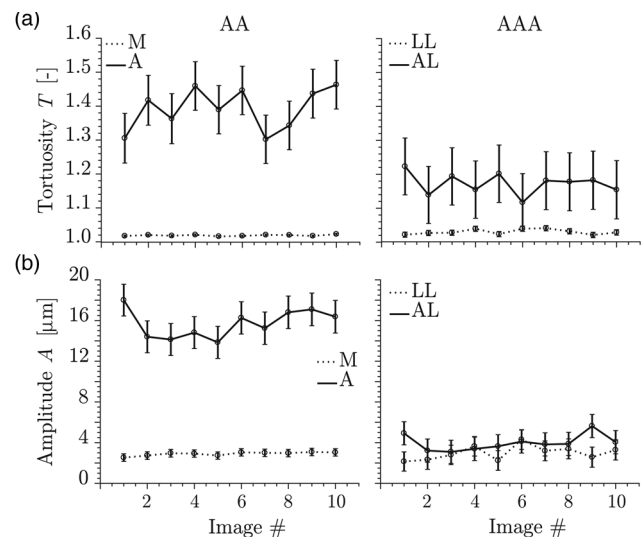 (a)
AA
AAA
M
A
LL
AL
Tortuosity T [-]
1.6
1.5
1.4
1.3
1.2
1.1
1.0
(b)
M
A
LL
AL
Amplitude A [μm]
20
16
12
8
4
0
2 4 6 8 10
2 4 6 8 10
Image #
Image #